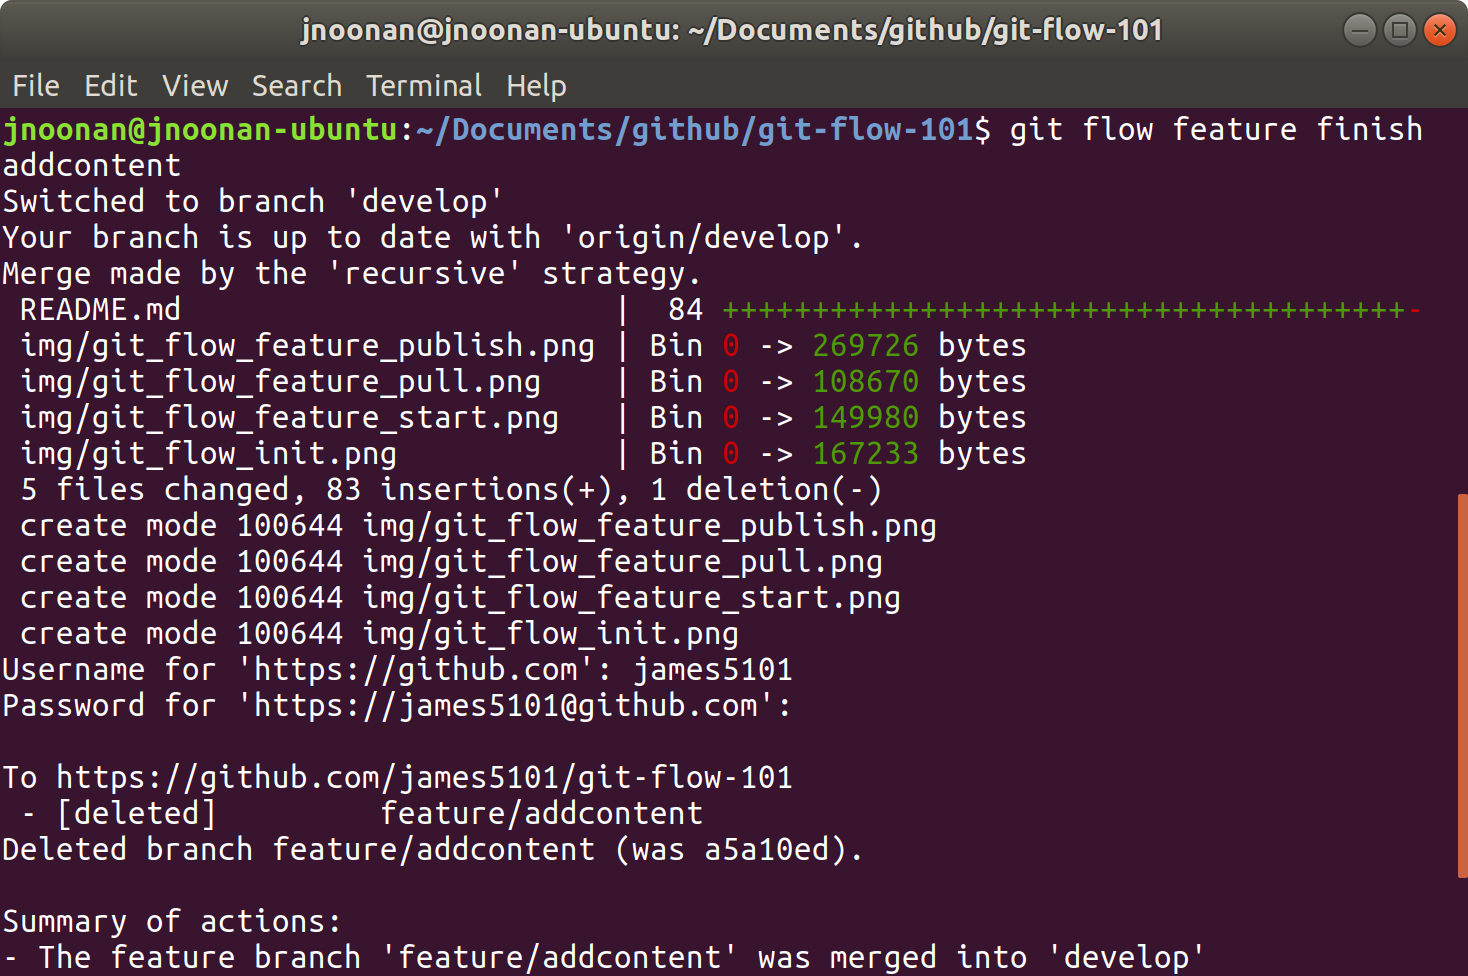 jnoonan@jnoonan-ubuntu: ~/Documents/github/git-flow-101
File Edit View Search Terminal Help
jnoonan@jnoonan-ubuntu:~/Documents/github/git-flow-101$ git flow feature finish
addcontent
Switched to branch 'develop'
Your branch is up to date with 'origin/develop'.
Merge made by the 'recursive' strategy.
 README.md                        |  84 ++++++++++++++++++++++++++++++++++++++-
 img/git_flow_feature_publish.png | Bin 0 -> 269726 bytes
 img/git_flow_feature_pull.png    | Bin 0 -> 108670 bytes
 img/git_flow_feature_start.png   | Bin 0 -> 149980 bytes
 img/git_flow_init.png            | Bin 0 -> 167233 bytes
 5 files changed, 83 insertions(+), 1 deletion(-)
 create mode 100644 img/git_flow_feature_publish.png
 create mode 100644 img/git_flow_feature_pull.png
 create mode 100644 img/git_flow_feature_start.png
 create mode 100644 img/git_flow_init.png
Username for 'https://github.com': james5101
Password for 'https://james5101@github.com':

To https://github.com/james5101/git-flow-101
 - [deleted]         feature/addcontent
Deleted branch feature/addcontent (was a5a10ed).

Summary of actions:
- The feature branch 'feature/addcontent' was merged into 'develop'